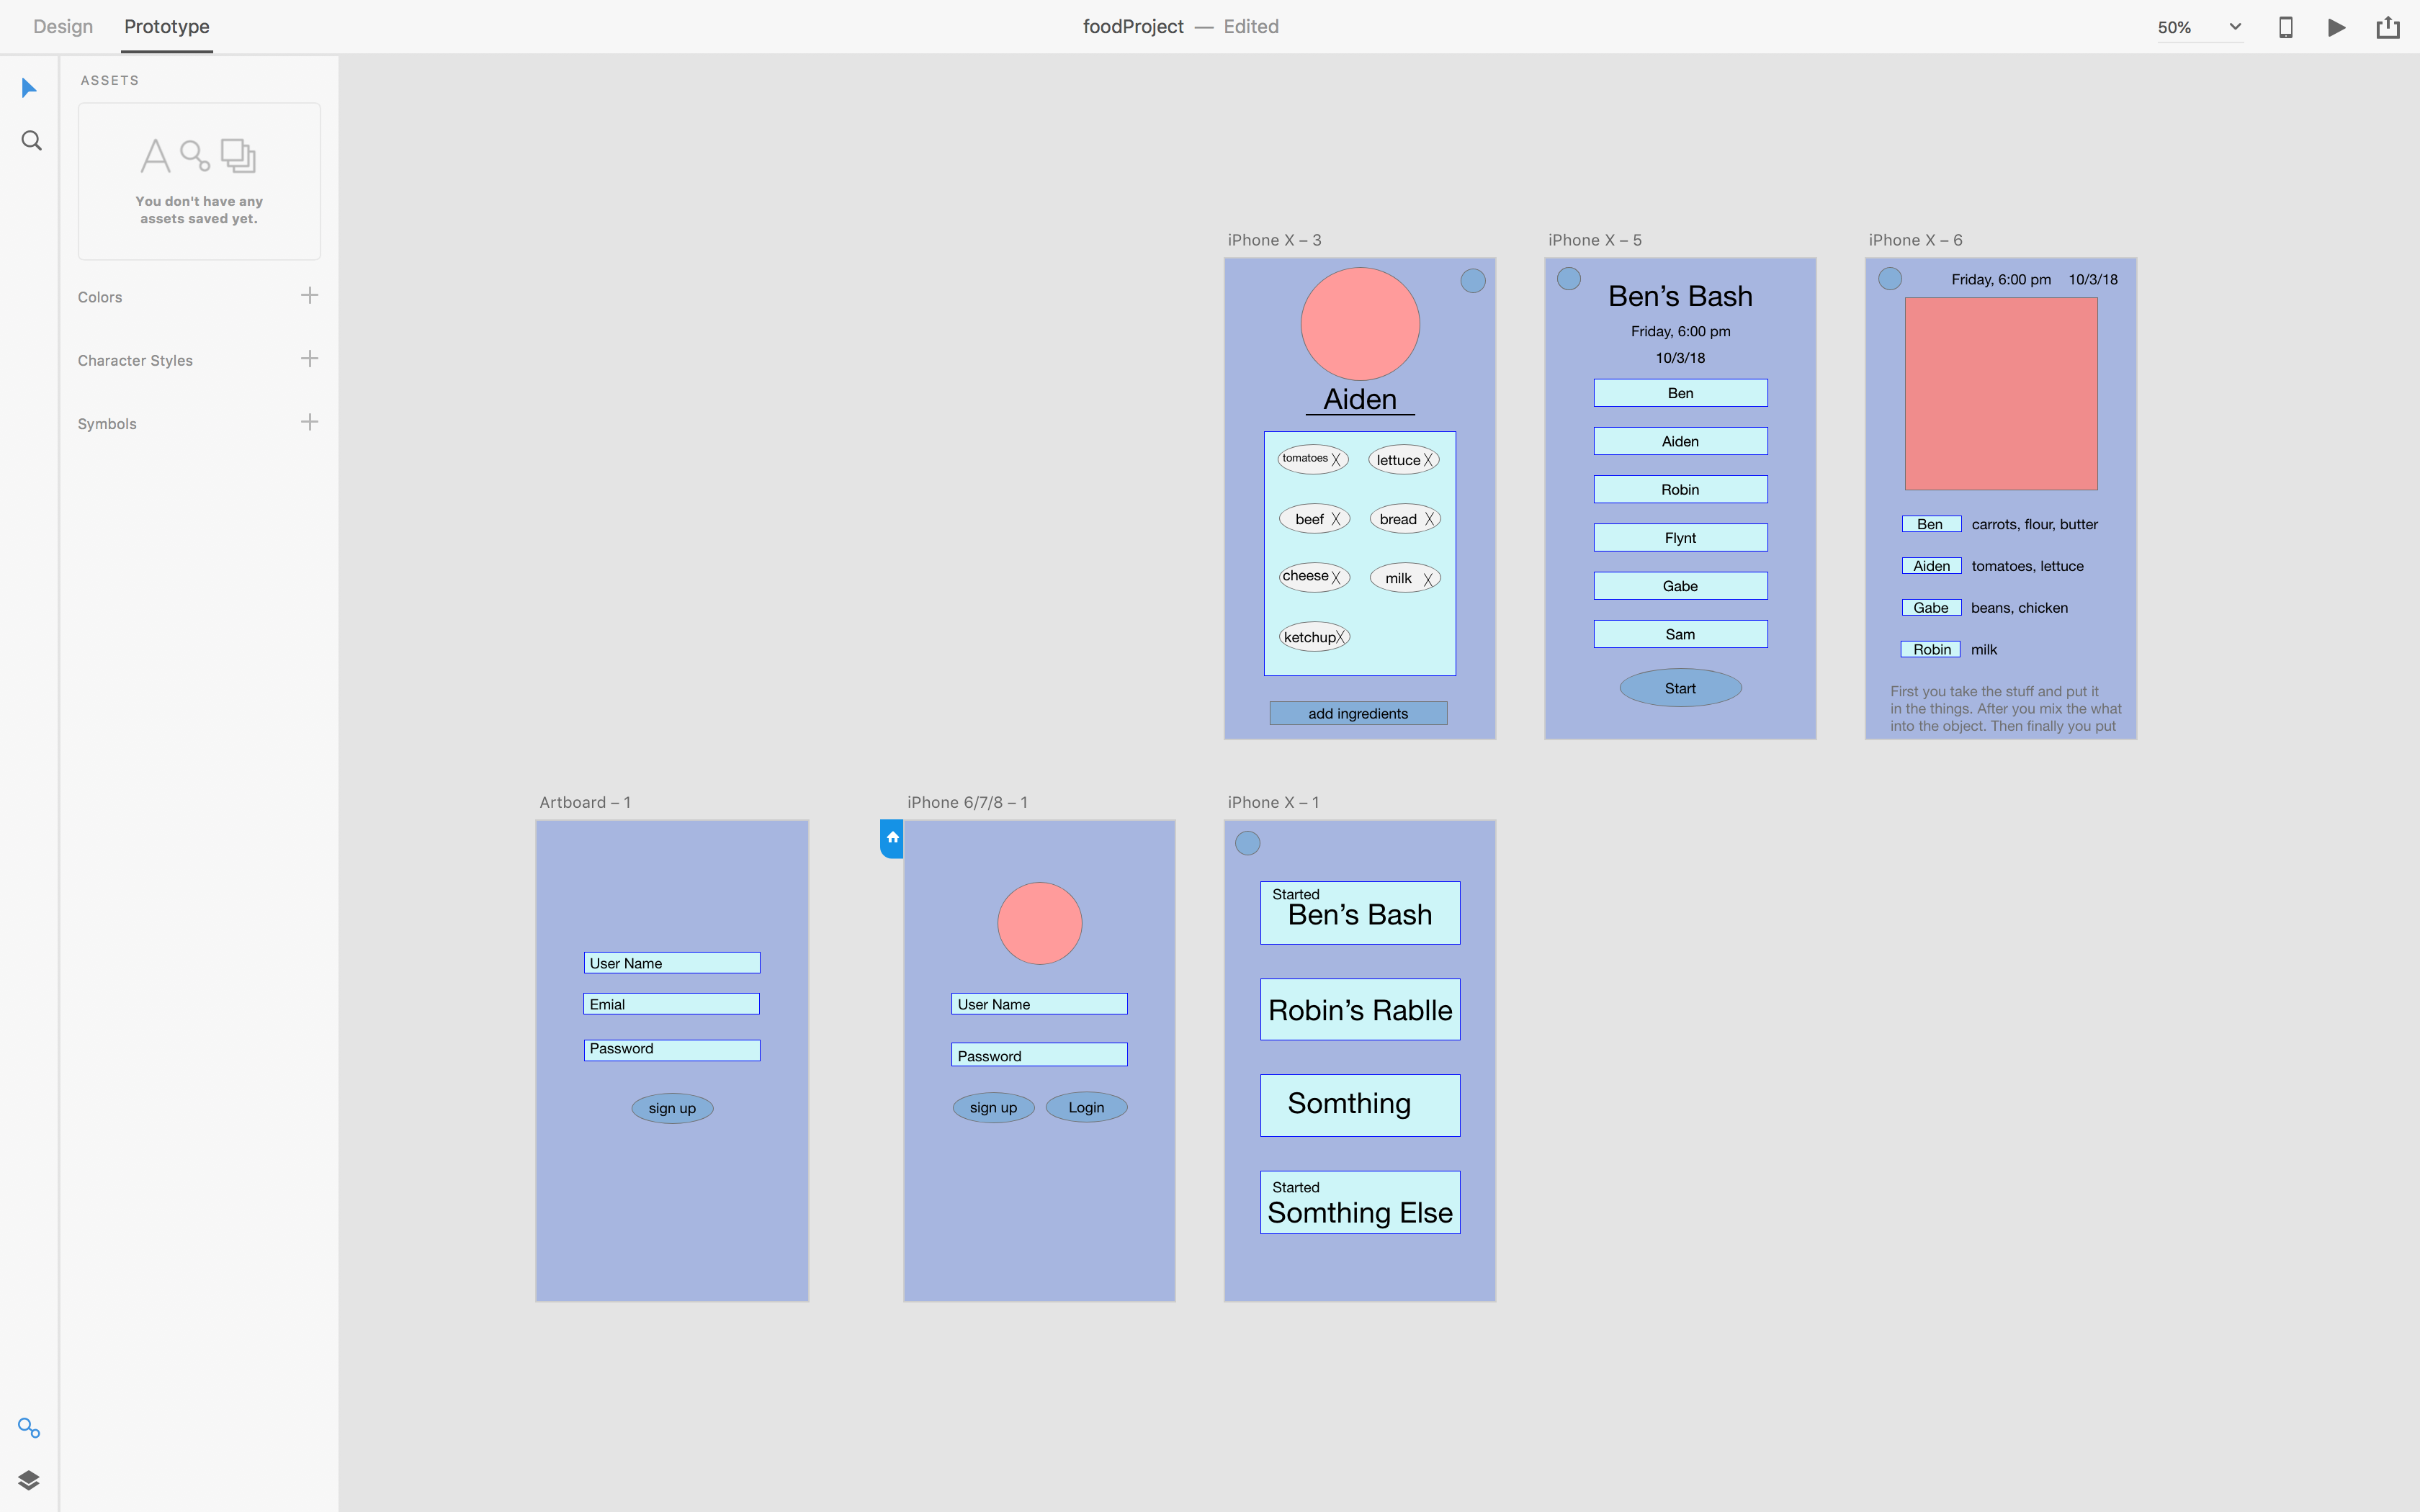 Design
Prototype
foodProject — Edited
50%
ASSETS
You don't have any
assets saved yet.
Colors
Character Styles
Symbols
iPhone X – 3
Aiden
tomatoes X
lettuce X
beef X
bread X
cheese X
milk X
ketchup X
add ingredients
iPhone X – 5
Ben’s Bash
Friday, 6:00 pm
10/3/18
Ben
Aiden
Robin
Flynt
Gabe
Sam
Start
iPhone X – 6
Friday, 6:00 pm 10/3/18
Ben carrots, flour, butter
Aiden tomatoes, lettuce
Gabe beans, chicken
Robin milk
First you take the stuff and put it
in the things. After you mix the what
into the object. Then finally you put
Artboard – 1
User Name
Emial
Password
sign up
iPhone 6/7/8 – 1
User Name
Password
sign up
Login
iPhone X – 1
Started
Ben’s Bash
Robin’s Rablle
Somthing
Started
Somthing Else